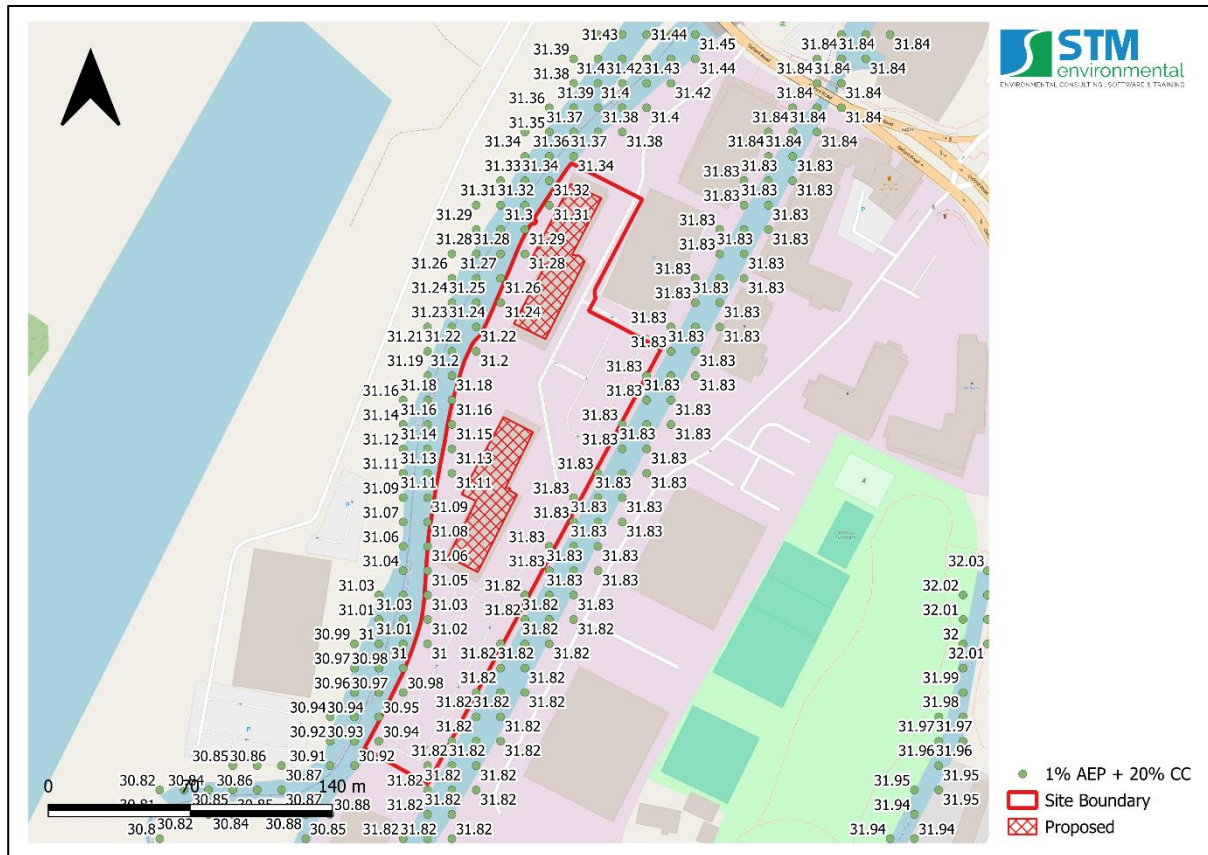 STM
environmental
ENVIRONMENTAL CONSULTING, SOFTWARE & TRAINING
31.43 31.44 31.45 31.84 31.84 31.84
31.39 31.4 31.42 31.43 31.44 31.84 31.84 31.84
31.38 31.39 31.4 31.42 31.84 31.84
31.36 31.37 31.38 31.4 31.84 31.84
31.35 31.36 31.37 31.38 31.84 31.84 31.84
31.34
31.33 31.34 31.34 31.83 31.83 31.83
31.31 31.32 31.32 31.83 31.83 31.83
31.29 31.3 31.31 31.83 31.83
31.28 31.28 31.29 31.83 31.83 31.83
31.26 31.27 31.28 31.83 31.83
31.24 31.25 31.26 31.83 31.83 31.83
31.23 31.24 31.24 31.83 31.83
31.21 31.22 31.22 31.83 31.83 31.83
31.19 31.2 31.2 31.83 31.83
31.16 31.18 31.18 31.83 31.83 31.83
31.14 31.16 31.16 31.83 31.83
31.12 31.14 31.15 31.83 31.83 31.83
31.11 31.13 31.13 31.83 31.83
31.09 31.11 31.11 31.83 31.83 31.83
31.07 31.09 31.83 31.83 31.83
31.06 31.08 31.83 31.83
31.04 31.06 31.83 31.83 31.83 32.03
31.03 31.05 31.82 31.83 31.83 32.02
31.01 31.03 31.03 31.82 31.82 31.83 32.01
30.99 31 31.01 31.02 31.82 31.82 32
30.97 30.98 31 31 31.82 31.82 31.82 32.01
30.96 30.97 30.98 31.82 31.82 31.99
30.94 30.94 30.95 31.82 31.82 31.82 31.98
30.92 30.93 30.94 31.82 31.82 31.97 31.97
30.85 30.86 30.91 30.92 31.82 31.82 31.82 31.96 31.96
30.82 30.84 30.86 30.87 31.82 31.82 31.82 31.95 31.95
30.81 30.85 30.85 30.87 30.88 31.82 31.82 31.94 31.95
30.8 30.82 30.84 30.88 30.85 31.82 31.82 31.82 31.94 31.94
Oxford Road
Oxford Road
Oxford Road
A4020
P
P
P
0 70 140 m
1% AEP + 20% CC
Site Boundary
Proposed